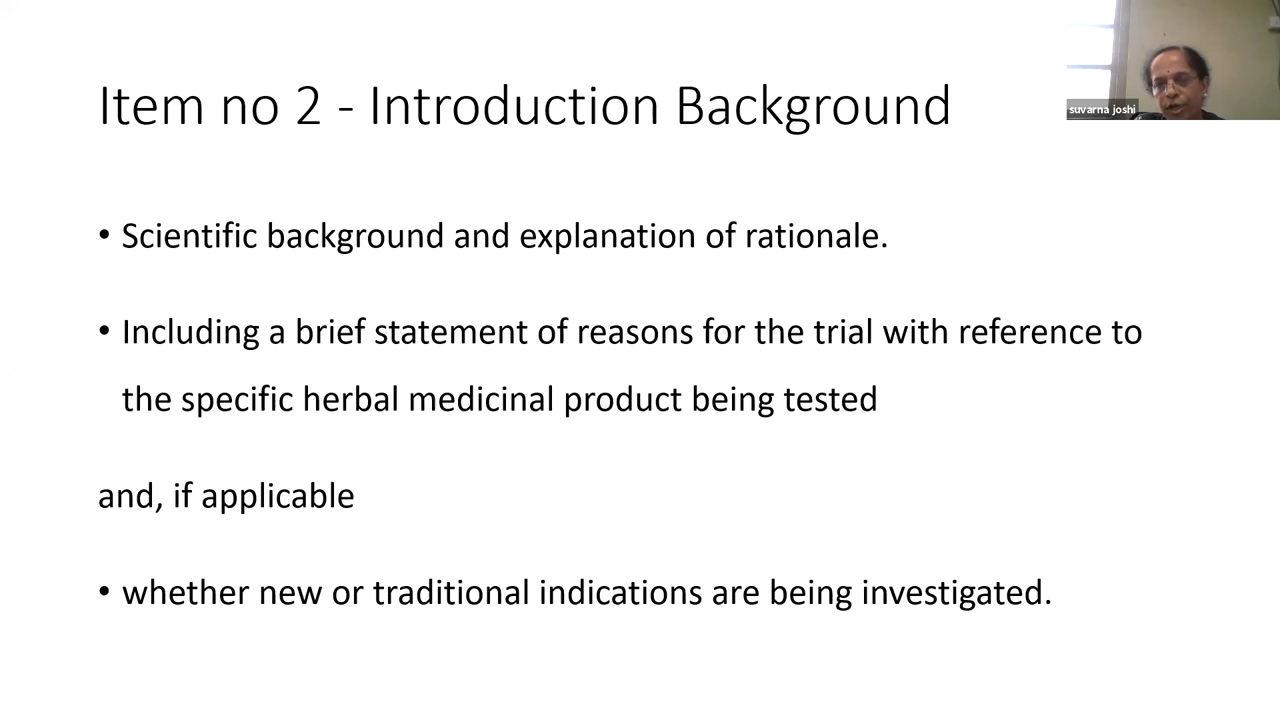 Item no 2 - Introduction Background
suvarna joshi
• Scientific background and explanation of rationale.
• Including a brief statement of reasons for the trial with reference to
the specific herbal medicinal product being tested
and, if applicable
• whether new or traditional indications are being investigated.